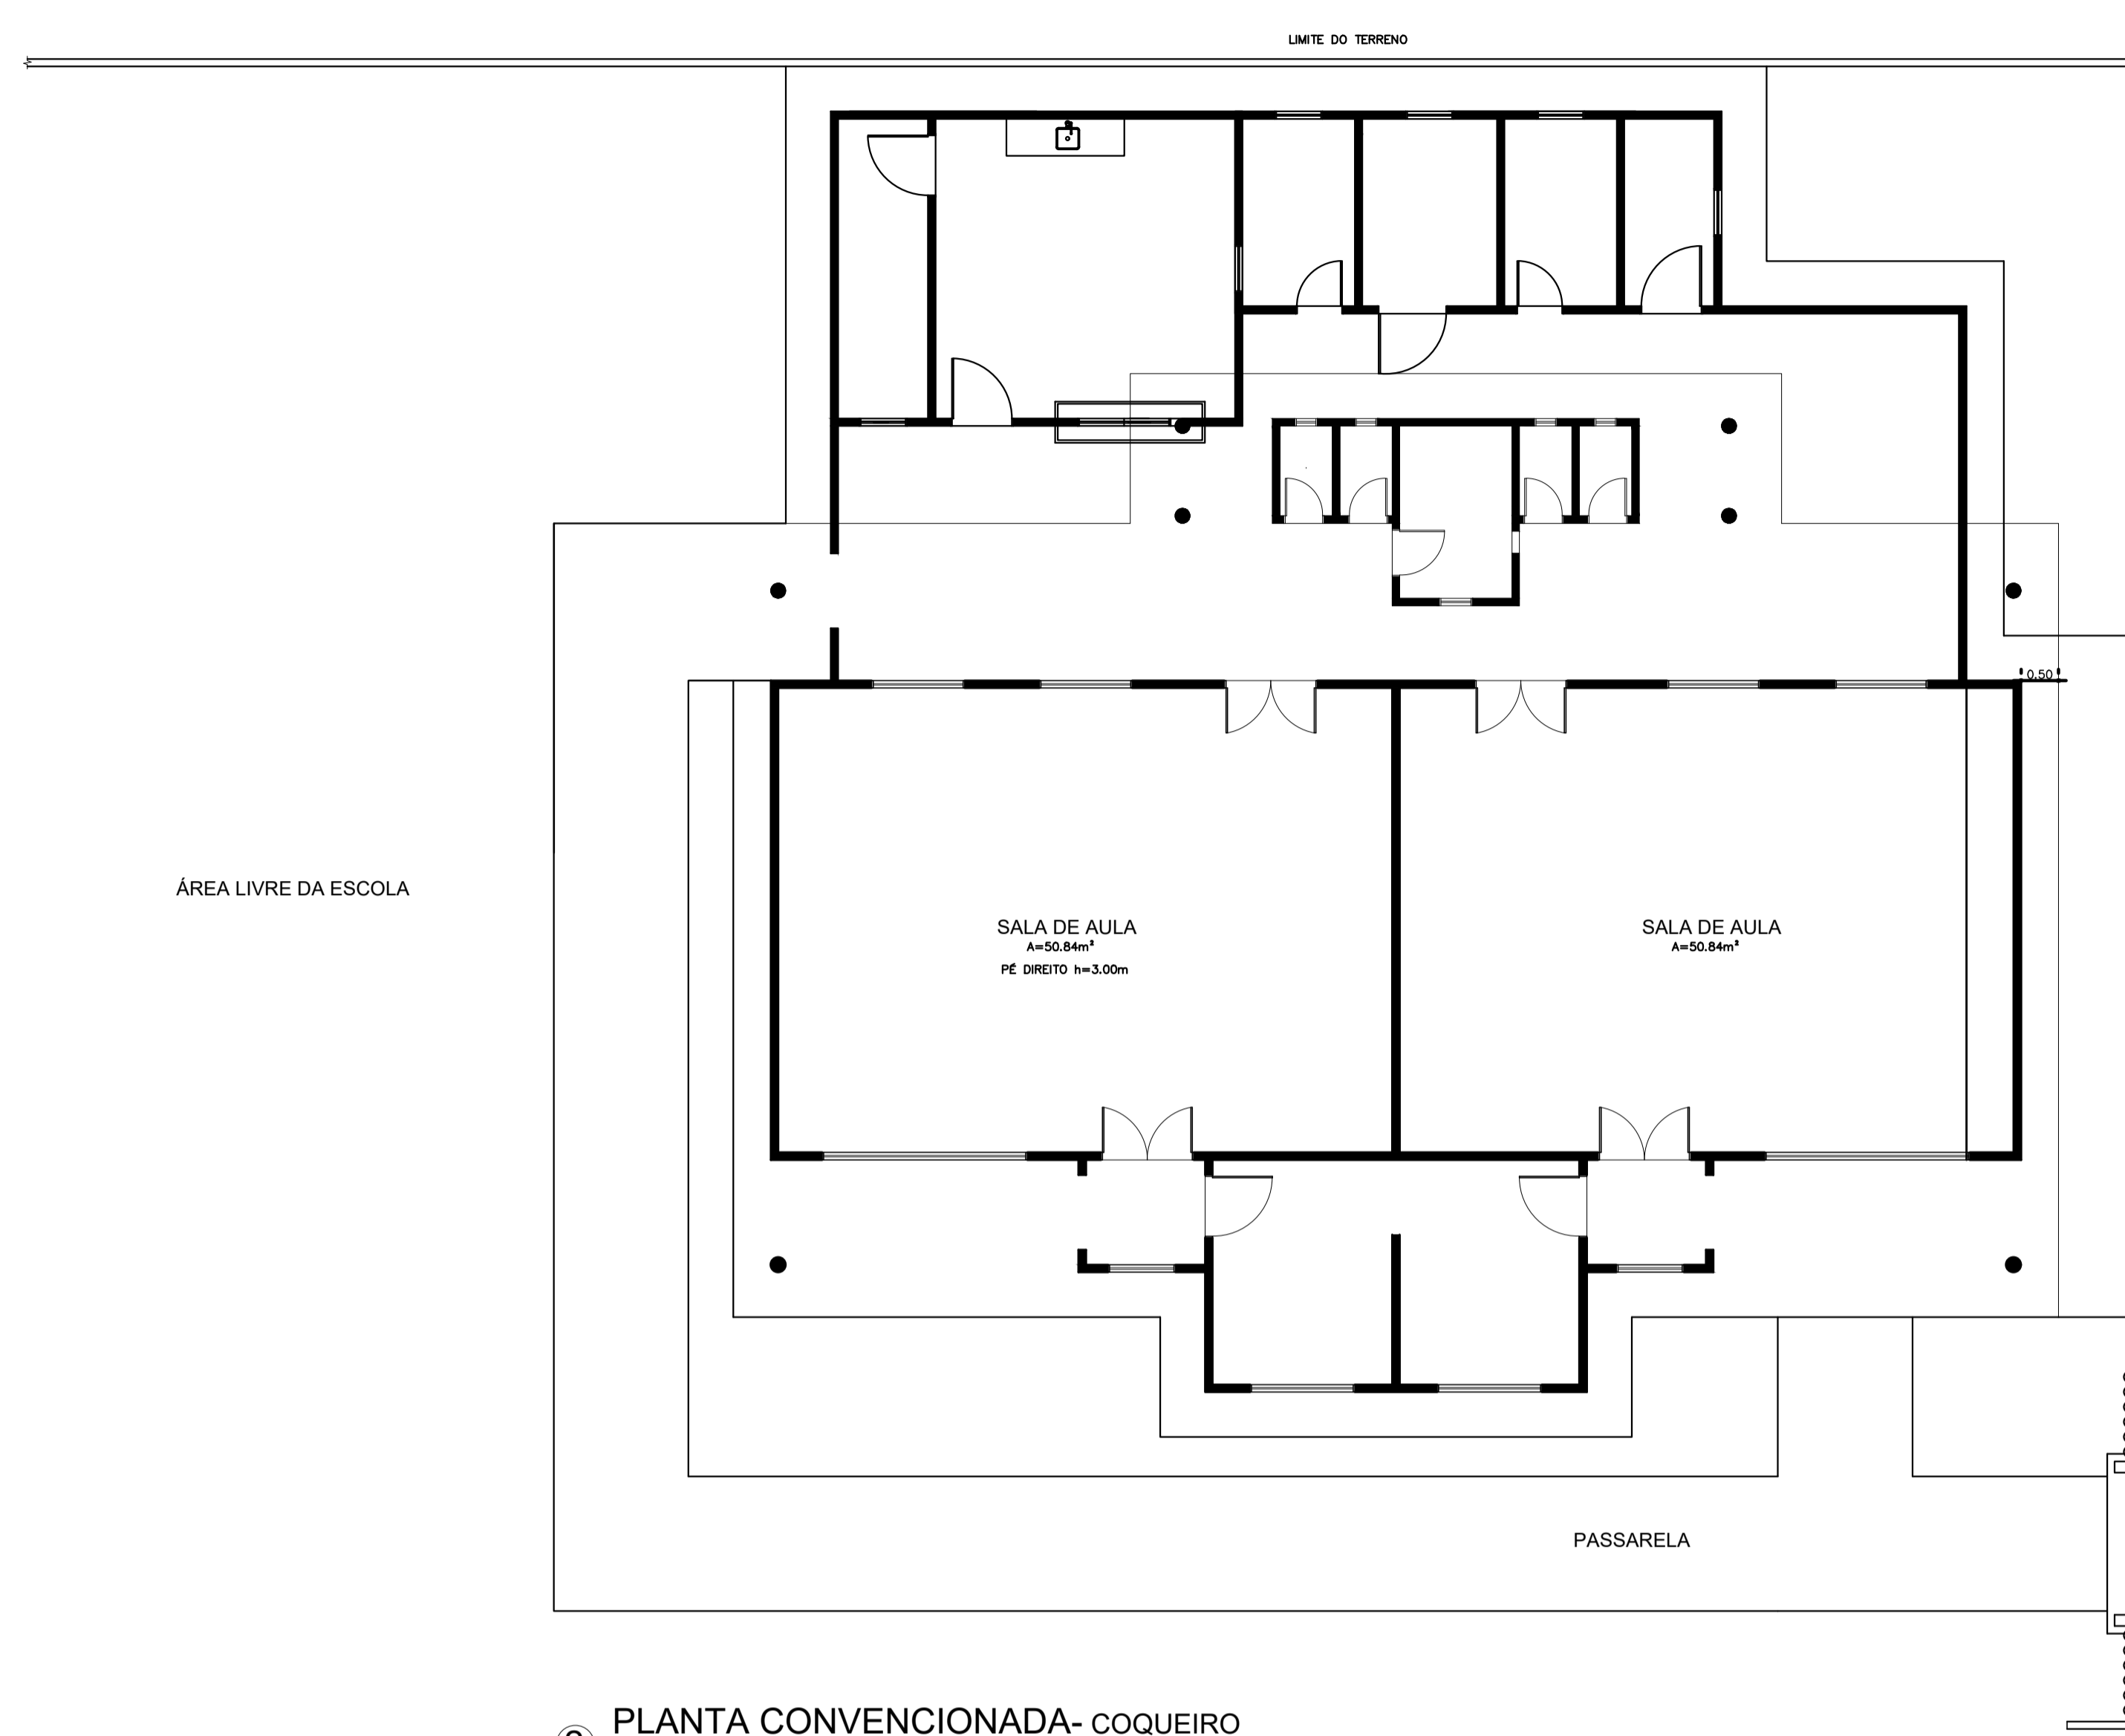 LIMITE DO TERRENO
0.50
ÁREA LIVRE DA ESCOLA
SALA DE AULA
A=50.84m²
PÉ DIREITO h=3.00m
SALA DE AULA
A=50.84m²
PASSARELA
PLANTA CONVENCIONADA- COQUEIRO